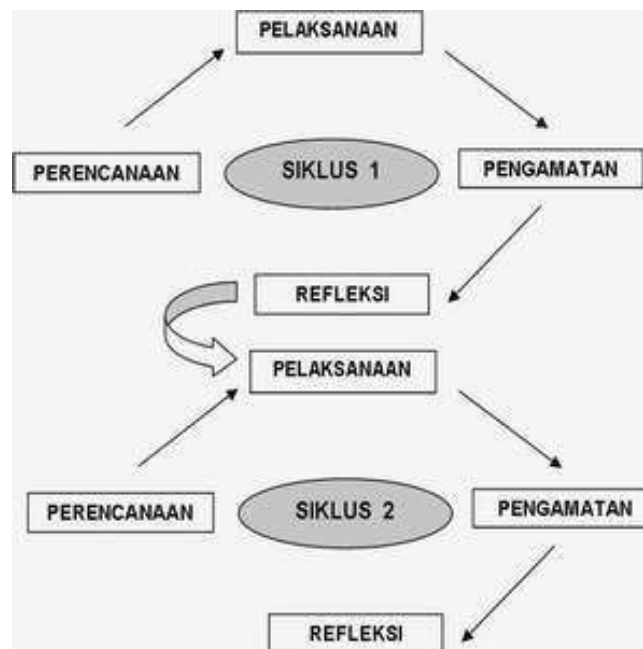 PELAKSANAAN
PERENCANAAN
SIKLUS 1
PENGAMATAN
REFLEKSI
PELAKSANAAN
PERENCANAAN
SIKLUS 2
PENGAMATAN
REFLEKSI